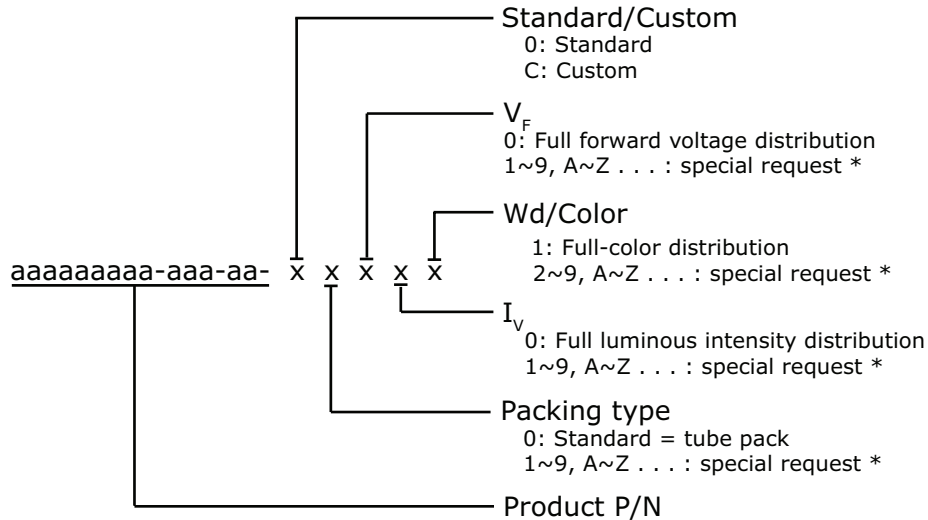 Standard/Custom
0: Standard
C: Custom
VF
0: Full forward voltage distribution
1~9, A~Z . . . : special request *
Wd/Color
1: Full-color distribution
2~9, A~Z . . . : special request *
aaaaaaaaa-aaa-aa- x x x x x
IV
0: Full luminous intensity distribution
1~9, A~Z . . . : special request *
Packing type
0: Standard = tube pack
1~9, A~Z . . . : special request *
Product P/N